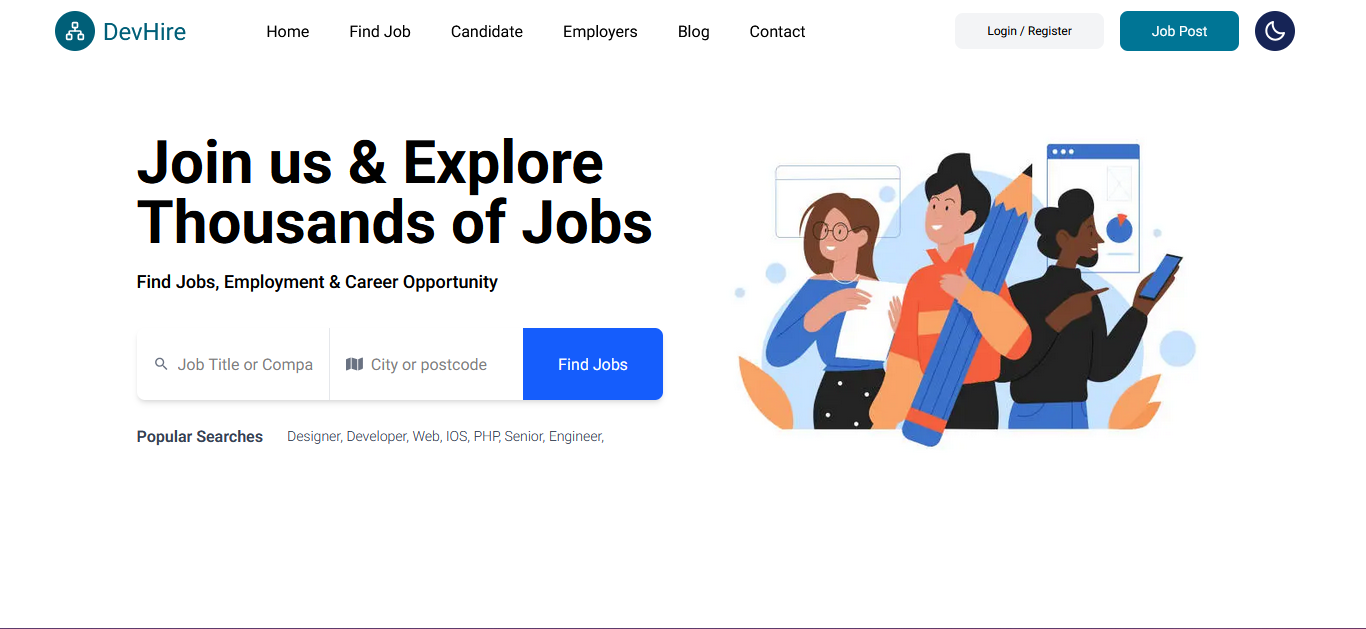 DevHire
Home
Find Job
Candidate
Employers
Blog
Contact
Login / Register
Job Post
Join us & Explore
Thousands of Jobs
Find Jobs, Employment & Career Opportunity
Job Title or Compa
City or postcode
Find Jobs
Popular Searches
Designer, Developer, Web, IOS, PHP, Senior, Engineer,